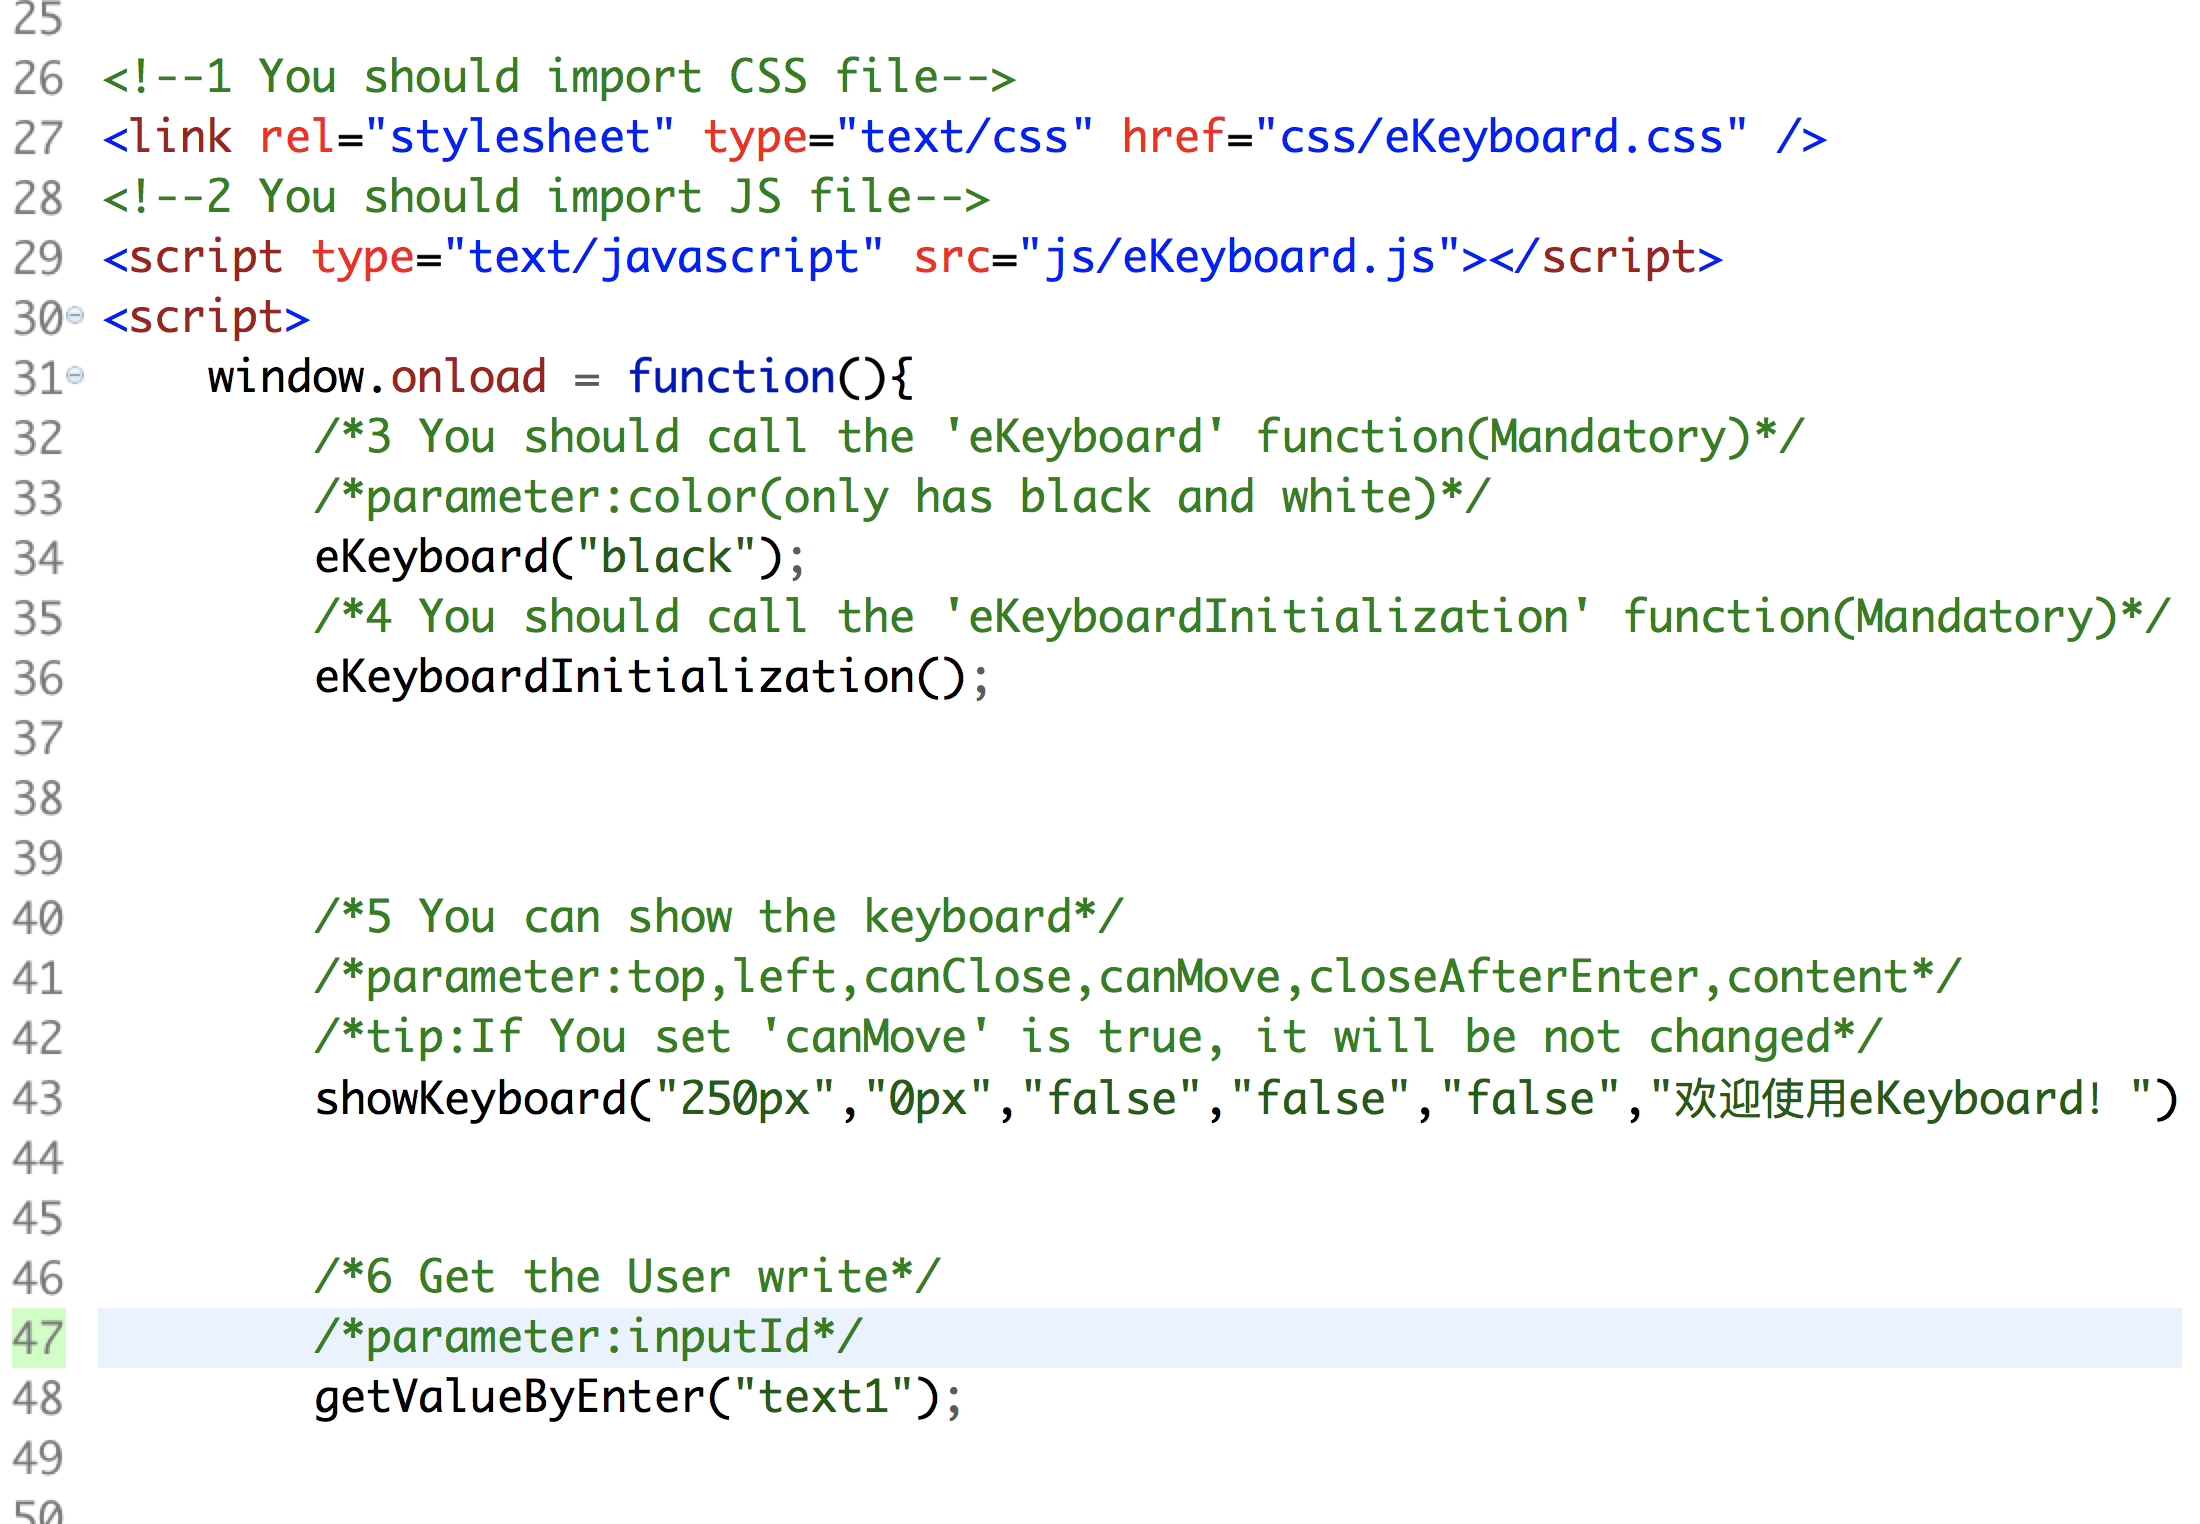 25
26 <!--1 You should import CSS file-->
27 <link rel="stylesheet" type="text/css" href="css/eKeyboard.css" />
28 <!--2 You should import JS file-->
29 <script type="text/javascript" src="js/eKeyboard.js"></script>
30 <script>
31     window.onload = function(){
32         /*3 You should call the 'eKeyboard' function(Mandatory)*/
33         /*parameter:color(only has black and white)*/
34         eKeyboard("black");
35         /*4 You should call the 'eKeyboardInitialization' function(Mandatory)*/
36         eKeyboardInitialization();
37
38
39
40         /*5 You can show the keyboard*/
41         /*parameter:top,left,canClose,canMove,closeAfterEnter,content*/
42         /*tip:If You set 'canMove' is true, it will be not changed*/
43         showKeyboard("250px","0px","false","false","false","欢迎使用eKeyboard！")
44
45
46         /*6 Get the User write*/
47         /*parameter:inputId*/
48         getValueByEnter("text1");
49
50